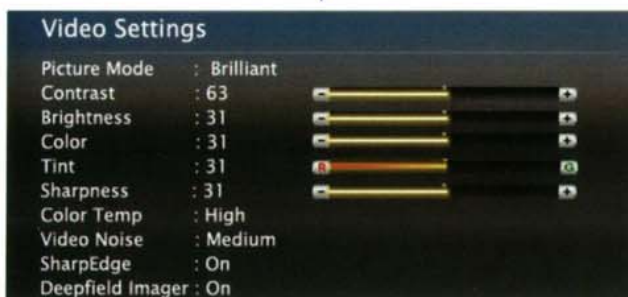 Video Settings
Picture Mode : Brilliant
Contrast : 63 - +
Brightness : 31 - +
Color : 31 - +
Tint : 31 R G
Sharpness : 31 - +
Color Temp : High
Video Noise : Medium
SharpEdge : On
Deepfield Imager : On